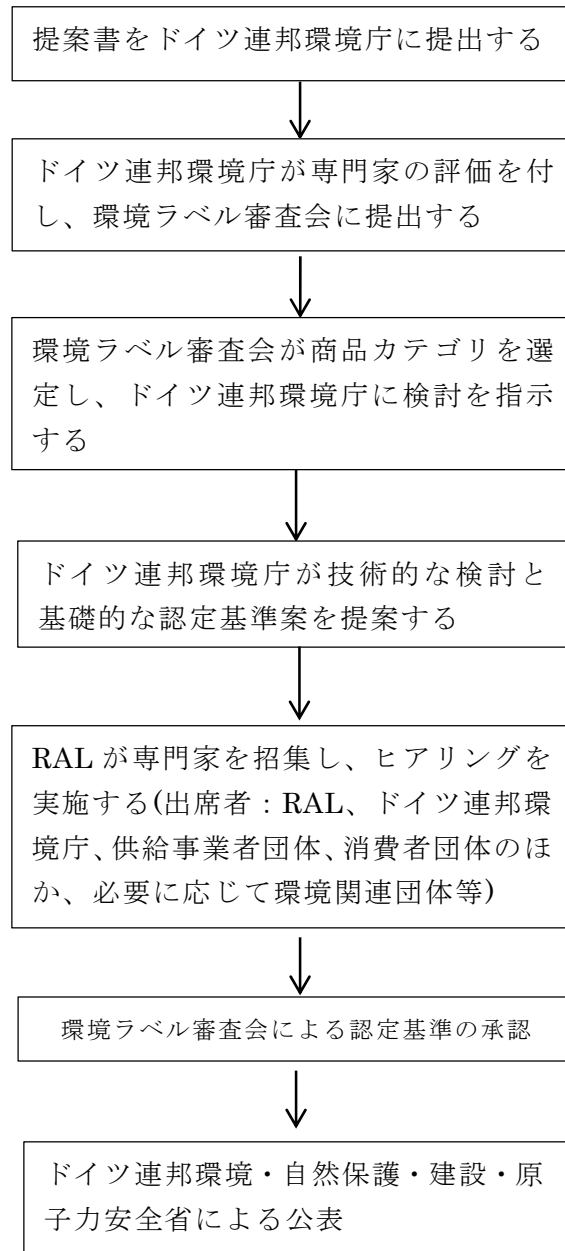 提案書をドイツ連邦環境庁に提出する
ドイツ連邦環境庁が専門家の評価を付
し、環境ラベル審査会に提出する
環境ラベル審査会が商品カテゴリを選
定し、ドイツ連邦環境庁に検討を指示
する
ドイツ連邦環境庁が技術的な検討と
基礎的な認定基準案を提案する
RAL が専門家を招集し、ヒアリングを
実施する(出席者：RAL、ドイツ連邦環
境庁、供給事業者団体、消費者団体のほ
か、必要に応じて環境関連団体等)
環境ラベル審査会による認定基準の承認
ドイツ連邦環境・自然保護・建設・原
子力安全省による公表